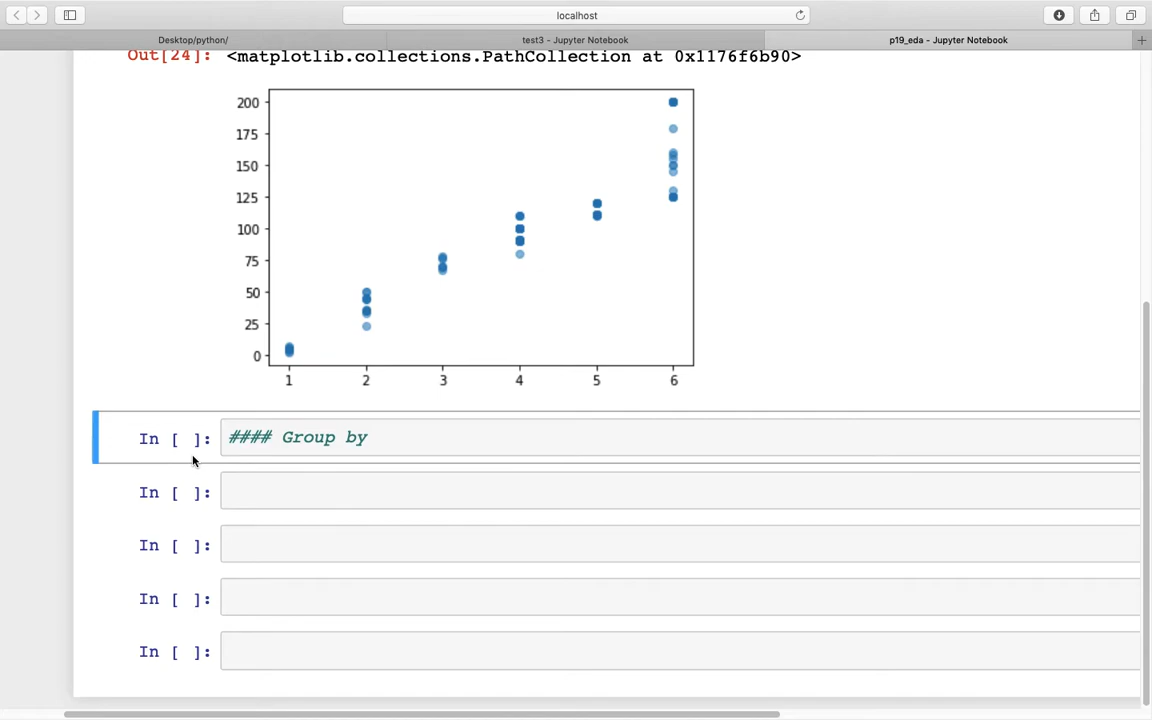 localhost
Desktop/python/
test3 - Jupyter Notebook
p19_eda - Jupyter Notebook
Out[24]: <matplotlib.collections.PathCollection at 0x1176f6b90>
200
175
150
125
100
75
50
25
0
1 2 3 4 5 6
In [ ]: #### Group by
In [ ]:
In [ ]:
In [ ]:
In [ ]: